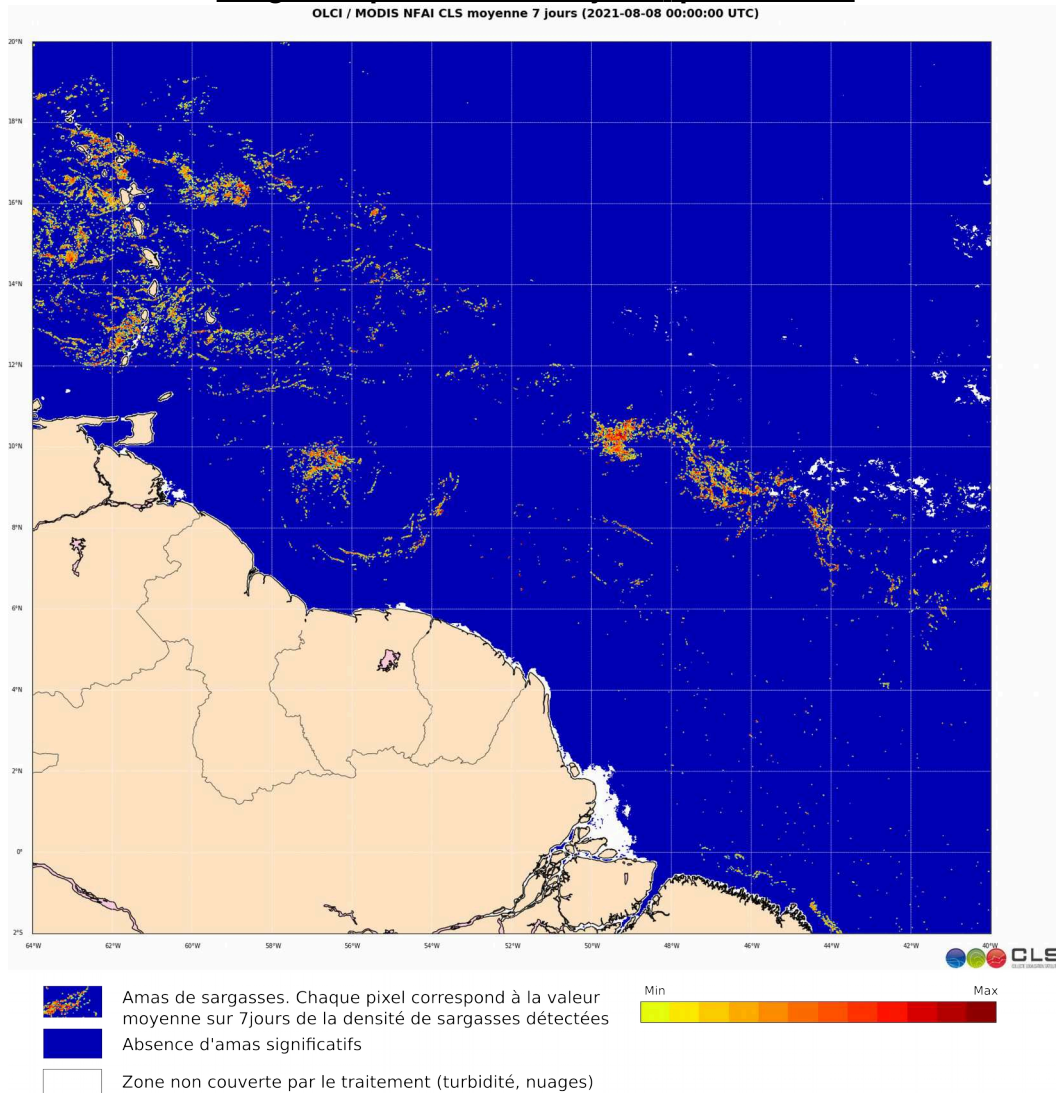 OLCI / MODIS NFAI CLS moyenne 7 jours (2021-08-08 00:00:00 UTC)
20°N
18°N
16°N
14°N
12°N
10°N
8°N
6°N
4°N
2°N
0°
2°S
64°W 62°W 60°W 58°W 56°W 54°W 52°W 50°W 48°W 46°W 44°W 42°W 40°W
CLS
Amas de sargasses. Chaque pixel correspond à la valeur
moyenne sur 7jours de la densité de sargasses détectées
Min Max
Absence d'amas significatifs
Zone non couverte par le traitement (turbidité, nuages)